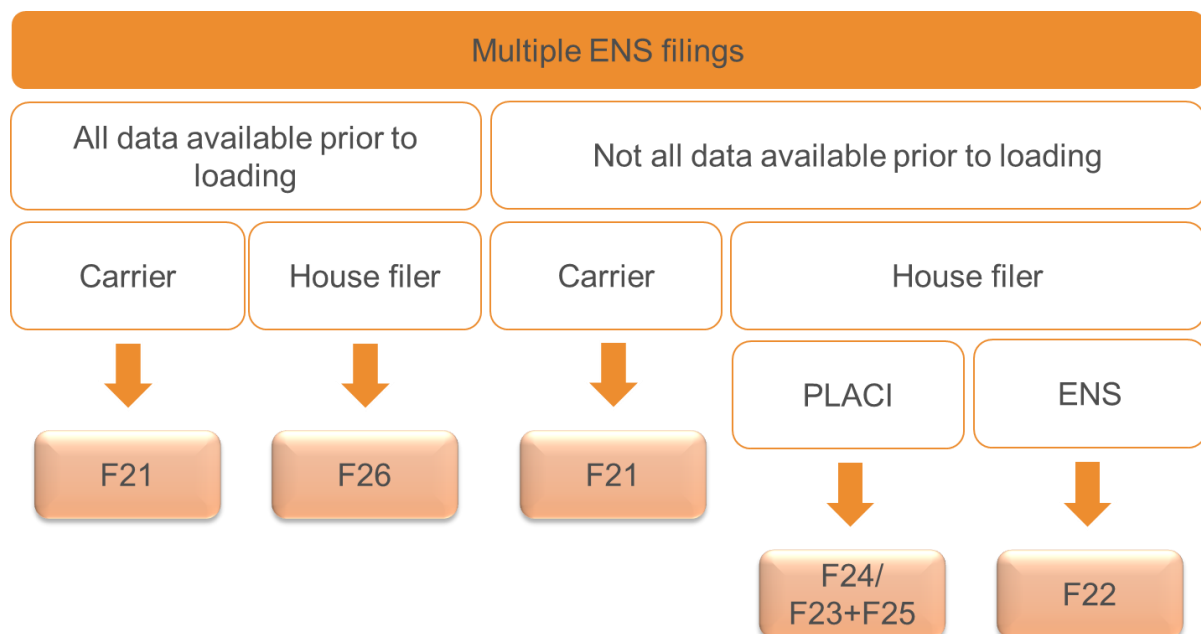 Multiple ENS filings
All data available prior to
loading
Not all data available prior to loading
Carrier
House filer
Carrier
House filer
PLACI
ENS
F21
F26
F21
F24/
F23+F25
F22